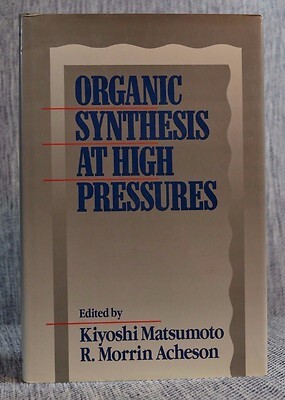 ORGANIC
SYNTHESIS
AT HIGH
PRESSURES
Edited by
Kiyoshi Matsumoto
R. Morrin Acheson